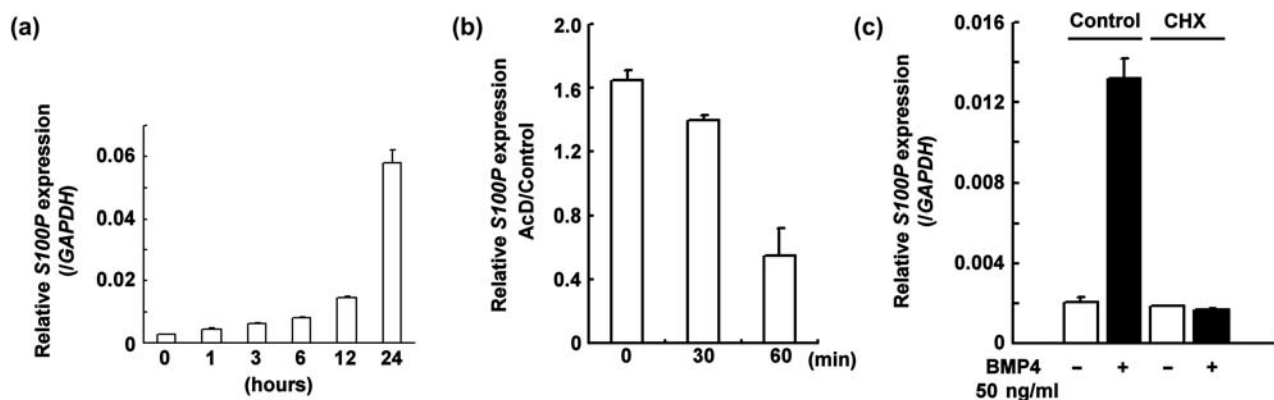 (a)
Relative S100P expression
(/GAPDH)
0.06
0.04
0.02
0
0 1 3 6 12 24
(hours)
(b)
Relative S100P expression
AcD/Control
2.0
1.6
1.2
0.8
0.4
0
0 30 60 (min)
(c)
Relative S100P expression
(/GAPDH)
0.016
0.012
0.008
0.004
0
Control CHX
BMP4 – + – +
50 ng/ml